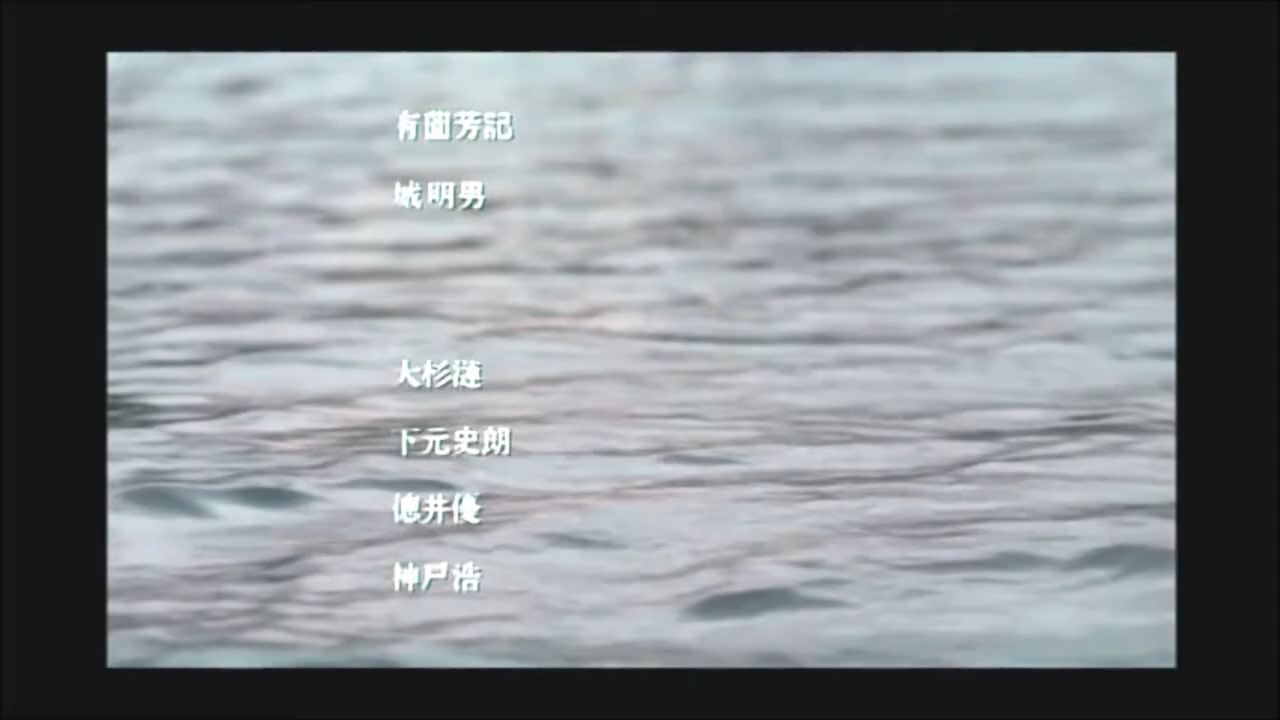 有薗芳記
城明男
大杉漣
下元史朗
徳井優
神戸浩